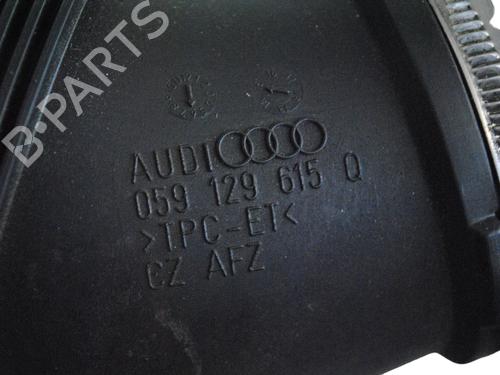 B-PARTS
AUDI
059 129 615 Q
>TPC-ET<
CZ AFZ